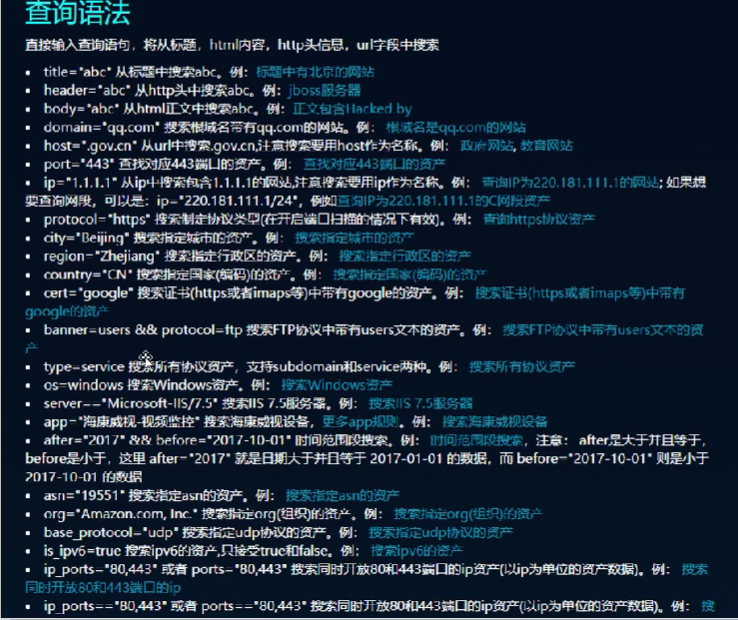 查询语法
直接输入查询语句，将从标题，html内容，http头信息，url字段中搜索
• title="abc" 从标题中搜索abc。例：标题中有北京的网站
• header="abc" 从http头中搜索abc。例：jboss服务器
• body="abc" 从html正文中搜索abc。例：正文包含Hacked by
• domain="qq.com" 搜索根域名带有qq.com的网站。例：根域名是qq.com的网站
• host=".gov.cn" 从url中搜索.gov.cn,注意搜索要用host作为名称。例：政府网站, 教育网站
• port="443" 查找对应443端口的资产。例：查找对应443端口的资产
• ip="1.1.1.1" 从ip中搜索包含1.1.1.1的网站,注意搜索要用ip作为名称。例：查询IP为220.181.111.1的网站; 如果想
要查询网段，可以是：ip="220.181.111.1/24"，例如查询IP为220.181.111.1的C网段资产
• protocol="https" 搜索制定协议类型(在开启端口扫描的情况下有效)。例：查询https协议资产
• city="Beijing" 搜索指定城市的资产。例：搜索指定城市的资产
• region="Zhejiang" 搜索指定行政区的资产。例：搜索指定行政区的资产
• country="CN" 搜索指定国家(编码)的资产。例：搜索指定国家(编码)的资产
• cert="google" 搜索证书(https或者imaps等)中带有google的资产。例：搜索证书(https或者imaps等)中带有
google的资产
• banner=users && protocol=ftp 搜索FTP协议中带有users文本的资产。例：搜索FTP协议中带有users文本的资
产
• type=service 搜索所有协议资产，支持subdomain和service两种。例：搜索所有协议资产
• os=windows 搜索Windows资产。例：搜索Windows资产
• server=="Microsoft-IIS/7.5" 搜索IIS 7.5服务器。例：搜索IIS 7.5服务器
• app="海康威视-视频监控" 搜索海康威视设备，更多app规则。例：搜索海康威视设备
• after="2017" && before="2017-10-01" 时间范围段搜索。例：时间范围段搜索，注意：after是大于并且等于，
before是小于，这里 after="2017" 就是日期大于并且等于 2017-01-01 的数据，而 before="2017-10-01" 则是小于
2017-10-01 的数据
• asn="19551" 搜索指定asn的资产。例：搜索指定asn的资产
• org="Amazon.com, Inc." 搜索指定org(组织)的资产。例：搜索指定org(组织)的资产
• base_protocol="udp" 搜索指定udp协议的资产。例：搜索指定udp协议的资产
• is_ipv6=true 搜索ipv6的资产,只接受true和false。例：搜索ipv6的资产
• ip_ports="80,443" 或者 ports="80,443" 搜索同时开放80和443端口的ip资产(以ip为单位的资产数据)。例：搜索
同时开放80和443端口的ip
• ip_ports=="80,443" 或者 ports=="80,443" 搜索同时开放80和443端口的ip资产(以ip为单位的资产数据)。例：搜